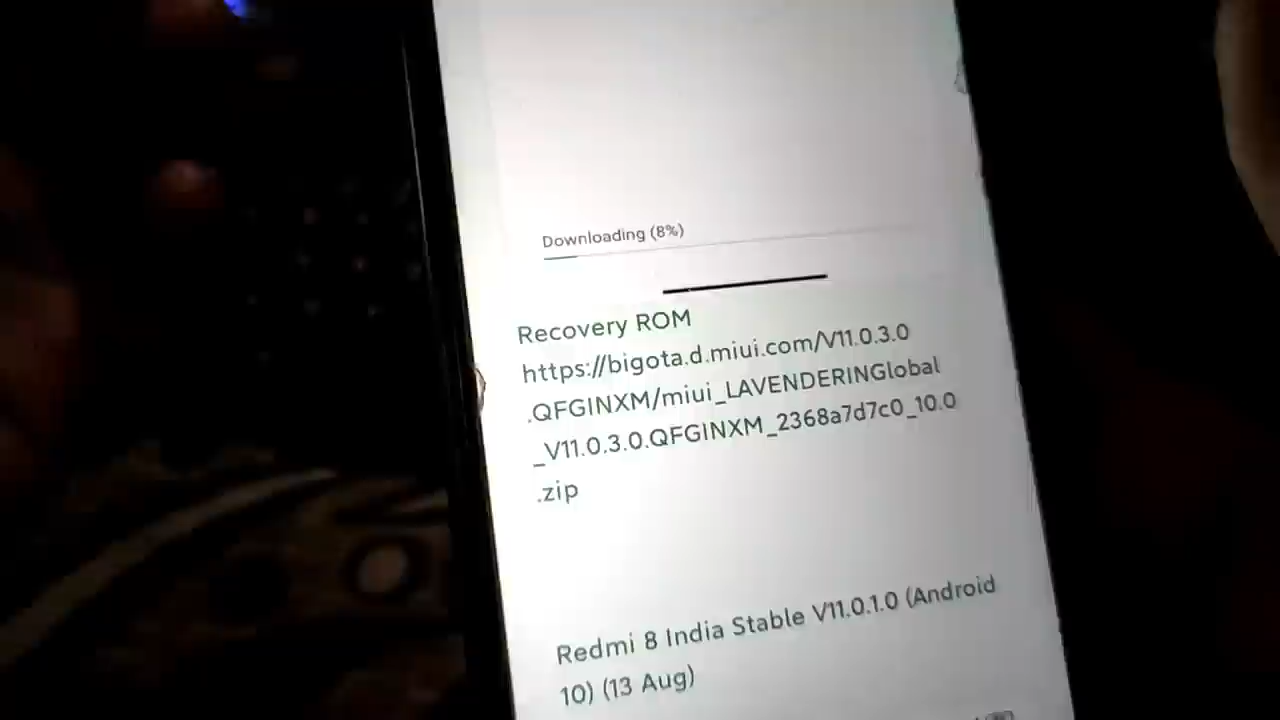 Downloading (8%)
Recovery ROM
https://bigota.d.miui.com/V11.0.3.0
.QFGINXM/miui_LAVENDERINGlobal
_V11.0.3.0.QFGINXM_2368a7d7c0_10.0
.zip
Redmi 8 India Stable V11.0.1.0 (Android
10) (13 Aug)